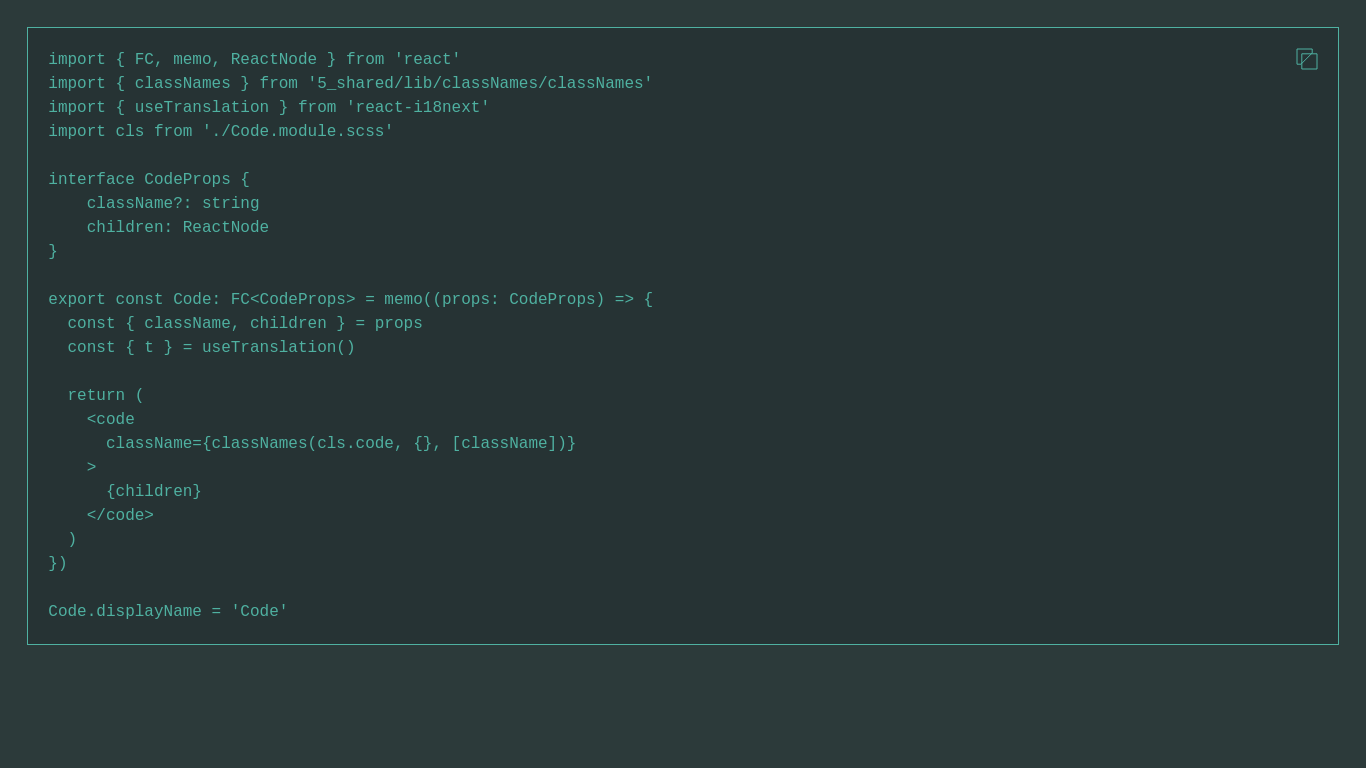 import { FC, memo, ReactNode } from 'react'
import { classNames } from '5_shared/lib/classNames/classNames'
import { useTranslation } from 'react-i18next'
import cls from './Code.module.scss'

interface CodeProps {
    className?: string
    children: ReactNode
}

export const Code: FC<CodeProps> = memo((props: CodeProps) => {
  const { className, children } = props
  const { t } = useTranslation()

  return (
    <code
      className={classNames(cls.code, {}, [className])}
    >
      {children}
    </code>
  )
})

Code.displayName = 'Code'